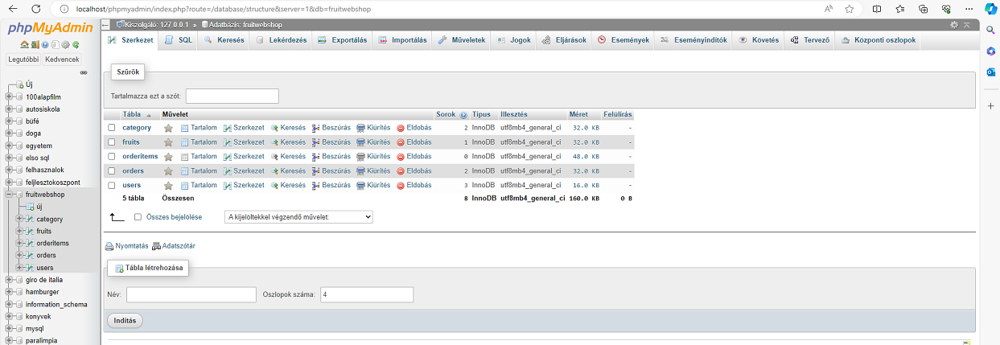 localhost/phpmyadmin/index.php?route=/database/structure&server=1&db=fruitwebshop
phpMyAdmin
Legutóbbi Kedvencek
Új
100alapfilm
autosiskola
büfé
doga
egyetem
elso sql
felhasznalok
feljlesztokoszpont
fruitwebshop
új
category
fruits
orderitems
orders
users
giro de italia
hamburger
information_schema
konyvek
mysql
paralimpia
Kiszolgáló: 127.0.0.1 » Adatbázis: fruitwebshop
Szerkezet SQL Keresés Lekérdezés Exportálás Importálás Műveletek Jogok Eljárások Események Eseményindítók Követés Tervező Központi oszlopok
Szűrők
Tartalmazza ezt a szót:
Tábla Művelet Sorok Típus Illesztés Méret Felülírás
category Tartalom Szerkezet Keresés Beszúrás Kiürítés Eldobás 2 InnoDB utf8mb4_general_ci 32.0 KB -
fruits Tartalom Szerkezet Keresés Beszúrás Kiürítés Eldobás 1 InnoDB utf8mb4_general_ci 32.0 KB -
orderitems Tartalom Szerkezet Keresés Beszúrás Kiürítés Eldobás 0 InnoDB utf8mb4_general_ci 48.0 KB -
orders Tartalom Szerkezet Keresés Beszúrás Kiürítés Eldobás 2 InnoDB utf8mb4_general_ci 32.0 KB -
users Tartalom Szerkezet Keresés Beszúrás Kiürítés Eldobás 3 InnoDB utf8mb4_general_ci 16.0 KB -
5 tábla Összesen 8 InnoDB utf8mb4_general_ci 160.0 KB 0 B
Összes bejelölése A kijelöltekkel végzendő művelet:
Nyomtatás Adatszótár
Tábla létrehozása
Név: Oszlopok száma: 4
Indítás